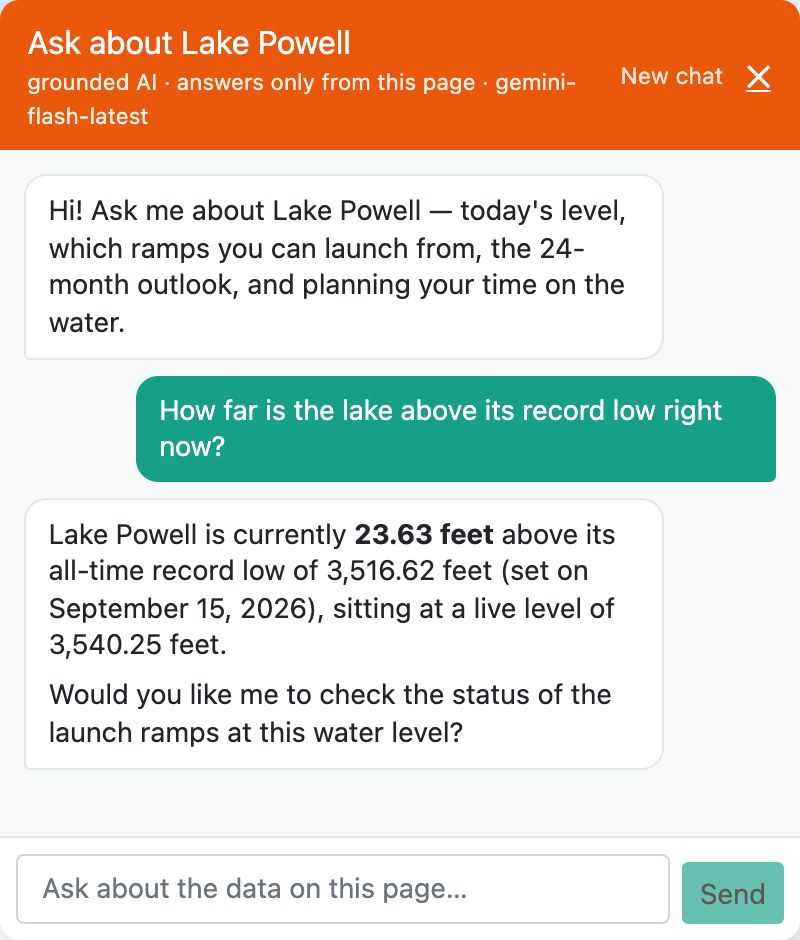 Ask about Lake Powell
grounded AI · answers only from this page · gemini-
flash-latest
New chat
Hi! Ask me about Lake Powell — today's level,
which ramps you can launch from, the 24-
month outlook, and planning your time on the
water.
How far is the lake above its record low right
now?
Lake Powell is currently 23.63 feet above its
all-time record low of 3,516.62 feet (set on
September 15, 2026), sitting at a live level of
3,540.25 feet.
Would you like me to check the status of the
launch ramps at this water level?
Ask about the data on this page...
Send